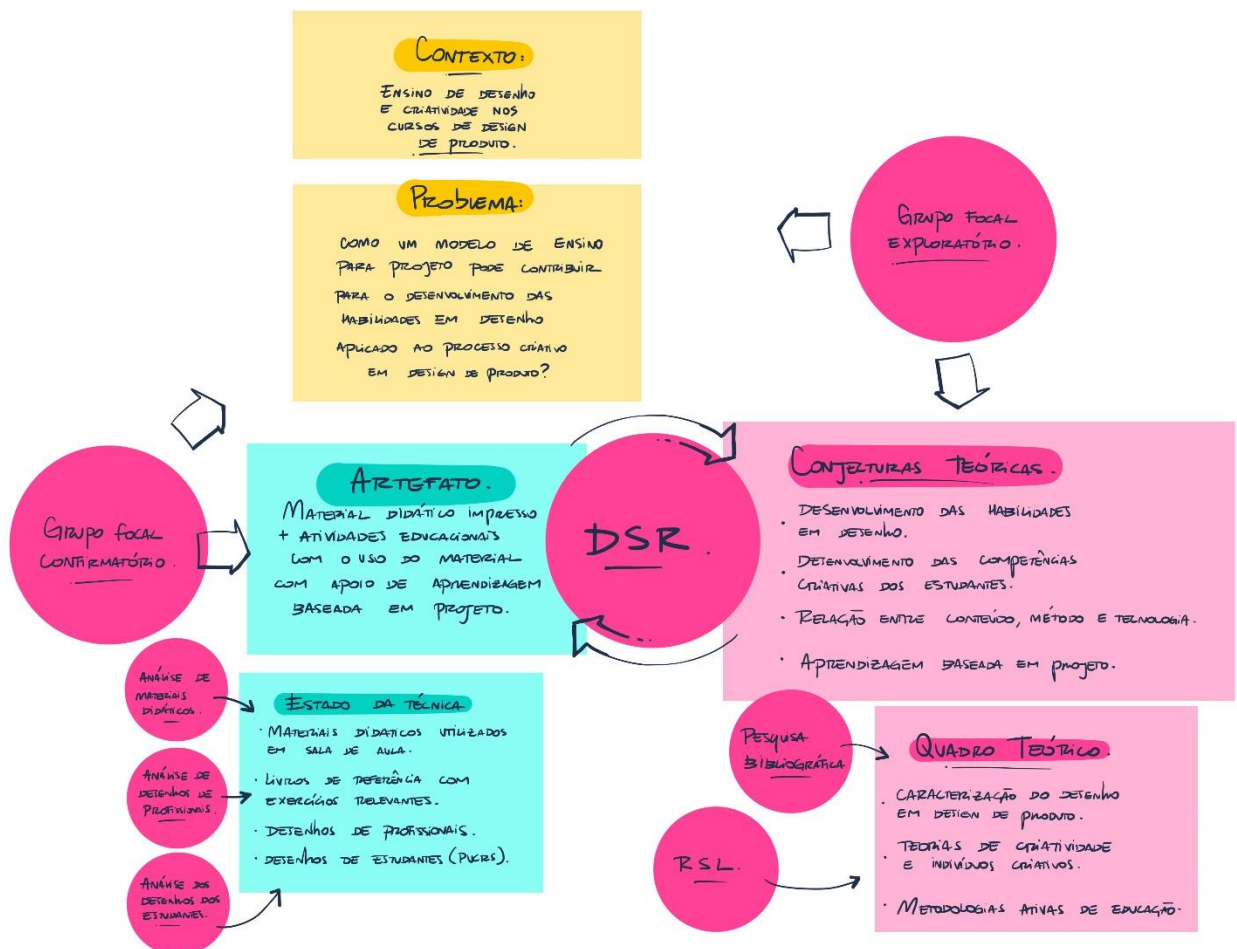 CONTEXTO:
ENSINO DE DESENHO
E CRIATIVIDADE NOS
CURSOS DE DESIGN
DE PRODUTO.
PROBLEMA:
COMO UM MODELO DE ENSINO
PARA PROJETO PODE CONTRIBUIR
PARA O DESENVOLVIMENTO DAS
HABILIDADES EM DESENHO
APLICADO AO PROCESSO CRIATIVO
EM DESIGN DE PRODUTO?
GRUPO FOCAL
EXPLORATÓRIO.
GRUPO FOCAL
CONFIRMATÓRIO.
ARTEFATO.
MATERIAL DIDÁTICO IMPRESSO
+ ATIVIDADES EDUCACIONAIS
COM O USO DO MATERIAL
COM APOIO DE APRENDIZAGEM
BASEADA EM PROJETO.
DSR.
CONJECTURAS TEÓRICAS.
· DESENVOLVIMENTO DAS HABILIDADES
EM DESENHO.
· DESENVOLVIMENTO DAS COMPETÊNCIAS
CRIATIVAS DOS ESTUDANTES.
· RELAÇÃO ENTRE CONTEÚDO, MÉTODO E TECNOLOGIA.
· APRENDIZAGEM BASEADA EM PROJETO.
ANÁLISE DE
MATERIAIS
DIDÁTICOS.
ANÁLISE DE
DESENHOS DE
PROFISSIONAIS.
ANÁLISE DOS
DESENHOS DOS
ESTUDANTES.
ESTADO DA TÉCNICA
· MATERIAIS DIDÁTICOS UTILIZADOS
EM SALA DE AULA.
· LIVROS DE REFERÊNCIA COM
EXERCÍCIOS RELEVANTES.
· DESENHOS DE PROFISSIONAIS.
· DESENHOS DE ESTUDANTES (PUCRS).
PESQUISA
BIBLIOGRÁFICA
RSL.
QUADRO TEÓRICO.
· CARACTERIZAÇÃO DO DESENHO
EM DESIGN DE PRODUTO.
· TEORIAS DE CRIATIVIDADE
E INDIVÍDUOS CRIATIVOS.
· METODOLOGIAS ATIVAS DE EDUCAÇÃO.